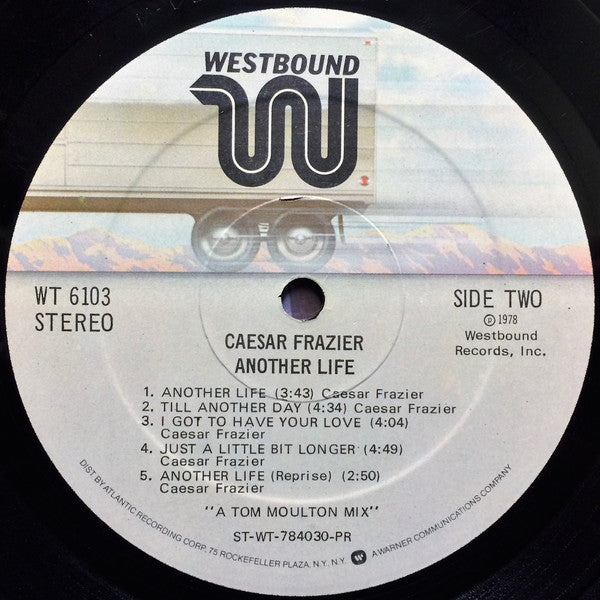 WESTBOUND
WT 6103
STEREO
SIDE TWO
℗ 1978
Westbound
Records, Inc.
CAESAR FRAZIER
ANOTHER LIFE
1. ANOTHER LIFE (3:43) Caesar Frazier
2. TILL ANOTHER DAY (4:34) Caesar Frazier
3. I GOT TO HAVE YOUR LOVE (4:04)
Caesar Frazier
4. JUST A LITTLE BIT LONGER (4:49)
Caesar Frazier
5. ANOTHER LIFE (Reprise) (2:50)
Caesar Frazier
"A TOM MOULTON MIX"
ST-WT-784030-PR
DIST. BY ATLANTIC RECORDING CORP. 75 ROCKEFELLER PLAZA, N.Y. N.Y. A WARNER COMMUNICATIONS COMPANY